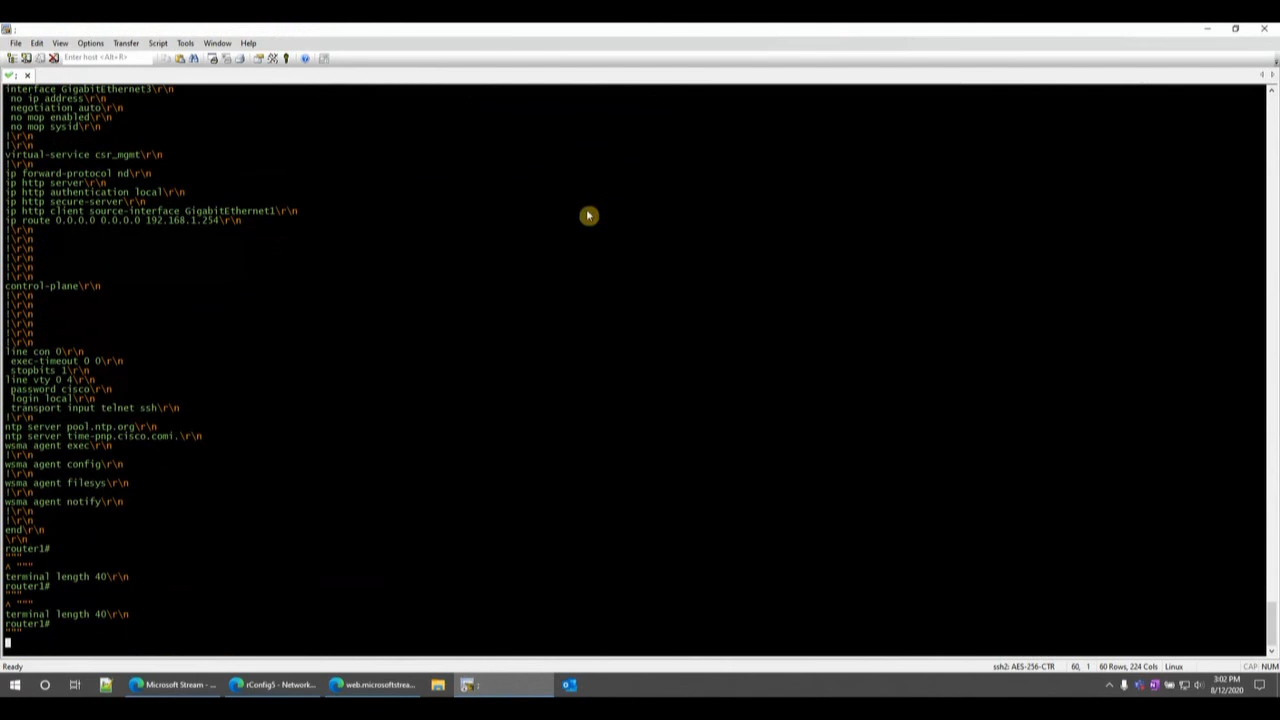 :
File Edit View Options Transfer Script Tools Window Help
Enter host <Alt+R>
:
interface GigabitEthernet3\r\n
no ip address\r\n
negotiation auto\r\n
no mop enabled\r\n
no mop sysid\r\n
!\r\n
!\r\n
virtual-service csr_mgmt\r\n
!\r\n
ip forward-protocol nd\r\n
ip http server\r\n
ip http authentication local\r\n
ip http secure-server\r\n
ip http client source-interface GigabitEthernet1\r\n
ip route 0.0.0.0 0.0.0.0 192.168.1.254\r\n
!\r\n
!\r\n
!\r\n
!\r\n
!\r\n
!\r\n
control-plane\r\n
!\r\n
!\r\n
!\r\n
!\r\n
!\r\n
!\r\n
line con 0\r\n
exec-timeout 0 0\r\n
stopbits 1\r\n
line vty 0 4\r\n
password cisco\r\n
login local\r\n
transport input telnet ssh\r\n
!\r\n
ntp server pool.ntp.org\r\n
ntp server time-pnp.cisco.comi.\r\n
wsma agent exec\r\n
!\r\n
wsma agent config\r\n
!\r\n
wsma agent filesys\r\n
!\r\n
wsma agent notify\r\n
!\r\n
!\r\n
end\r\n
\r\n
router1#
"""
^ """
terminal length 40\r\n
router1#
"""
^ """
terminal length 40\r\n
router1#
"""
Ready ssh2: AES-256-CTR 60, 1 60 Rows, 224 Cols Linux CAP NUM
Microsoft Stream - ... rConfig5 - Network... web.microsoftstrea... : 3:02 PM
8/12/2020